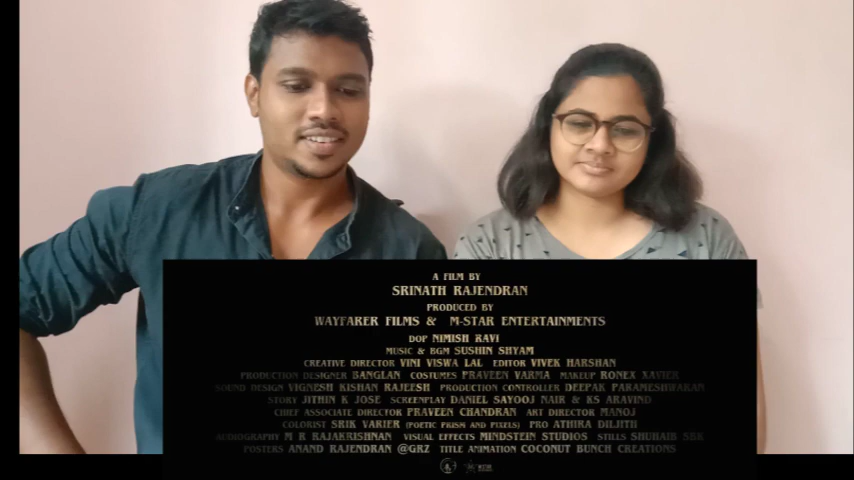 A FILM BY
SRINATH RAJENDRAN
PRODUCED BY
WAYFARER FILMS & M-STAR ENTERTAINMENTS
DOP NIMISH RAVI
MUSIC & BGM SUSHIN SHYAM
CREATIVE DIRECTOR VINI VISWA LAL EDITOR VIVEK HARSHAN
PRODUCTION DESIGNER BANGLAN COSTUMES PRAVEEN VARMA MAKEUP RONEX XAVIER
SOUND DESIGN VIGNESH KISHAN RAJEESH PRODUCTION CONTROLLER DEEPAK PARAMESHWARAN
STORY JITHIN K JOSE SCREENPLAY DANIEL SAYOOJ NAIR & KS ARAVIND
CHIEF ASSOCIATE DIRECTOR PRAVEEN CHANDRAN ART DIRECTOR MANOJ
COLORIST SRIK VARIER (POETIC PRISM AND PIXELS) PRO ATHIRA DILJITH
AUDIOGRAPHY M R RAJAKRISHNAN VISUAL EFFECTS MINDSTEIN STUDIOS STILLS SHUHAIB SBK
POSTERS ANAND RAJENDRAN @GRZ TITLE ANIMATION COCONUT BUNCH CREATIONS